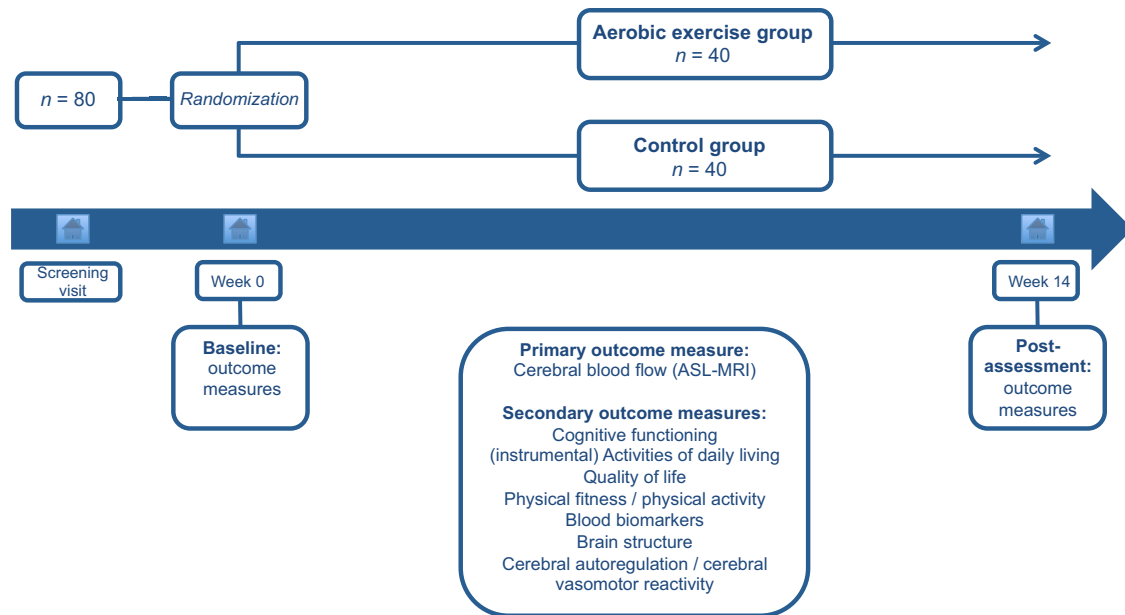 Aerobic exercise group
n = 40
n = 80
Randomization
Control group
n = 40
Screening
visit
Week 0
Week 14
Baseline:
outcome
measures
Primary outcome measure:
Cerebral blood flow (ASL-MRI)
Secondary outcome measures:
Cognitive functioning
(instrumental) Activities of daily living
Quality of life
Physical fitness / physical activity
Blood biomarkers
Brain structure
Cerebral autoregulation / cerebral
vasomotor reactivity
Post-
assessment:
outcome
measures